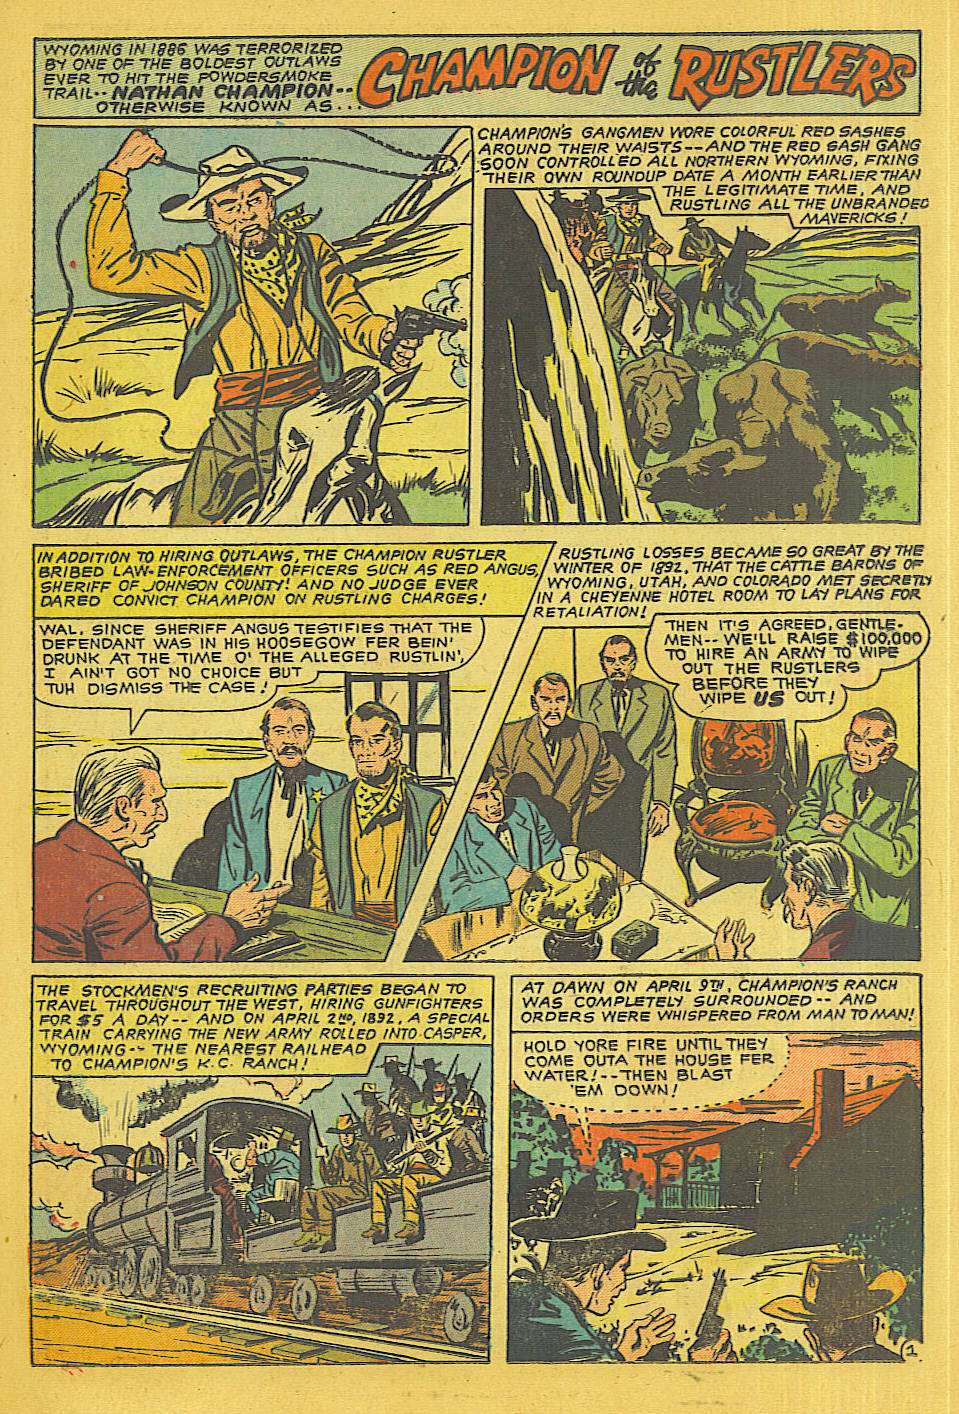 WYOMING IN 1886 WAS TERRORIZED
BY ONE OF THE BOLDEST OUTLAWS
EVER TO HIT THE POWDERSMOKE
TRAIL-- NATHAN CHAMPION--
OTHERWISE KNOWN AS...
CHAMPION of the RUSTLERS
CHAMPION'S GANGMEN WORE COLORFUL RED SASHES
AROUND THEIR WAISTS--AND THE RED SASH GANG
SOON CONTROLLED ALL NORTHERN WYOMING, FIXING
THEIR OWN ROUNDUP DATE A MONTH EARLIER THAN
THE LEGITIMATE TIME, AND
RUSTLING ALL THE UNBRANDED
MAVERICKS!
IN ADDITION TO HIRING OUTLAWS, THE CHAMPION RUSTLER
BRIBED LAW-ENFORCEMENT OFFICERS SUCH AS RED ANGUS,
SHERIFF OF JOHNSON COUNTY! AND NO JUDGE EVER
DARED CONVICT CHAMPION ON RUSTLING CHARGES!
WAL, SINCE SHERIFF ANGUS TESTIFIES THAT THE
DEFENDANT WAS IN HIS HOOSEGOW FER BEIN'
DRUNK AT THE TIME O' THE ALLEGED RUSTLIN',
I AIN'T GOT NO CHOICE BUT
TUH DISMISS THE CASE!
RUSTLING LOSSES BECAME SO GREAT BY THE
WINTER OF 1892, THAT THE CATTLE BARONS OF
WYOMING, UTAH, AND COLORADO MET SECRETLY
IN A CHEYENNE HOTEL ROOM TO LAY PLANS FOR
RETALIATION!
THEN IT'S AGREED, GENTLE-
MEN-- WE'LL RAISE $100,000
TO HIRE AN ARMY TO WIPE
OUT THE RUSTLERS
BEFORE THEY
WIPE US OUT!
THE STOCKMEN'S RECRUITING PARTIES BEGAN TO
TRAVEL THROUGHOUT THE WEST, HIRING GUNFIGHTERS
FOR $5 A DAY-- AND ON APRIL 2ND, 1892, A SPECIAL
TRAIN CARRYING THE NEW ARMY ROLLED INTO CASPER,
WYOMING-- THE NEAREST RAILHEAD
TO CHAMPION'S K.C. RANCH!
AT DAWN ON APRIL 9TH, CHAMPION'S RANCH
WAS COMPLETELY SURROUNDED -- AND
ORDERS WERE WHISPERED FROM MAN TO MAN!
HOLD YORE FIRE UNTIL THEY
COME OUTA THE HOUSE FER
WATER!--THEN BLAST
'EM DOWN!
1